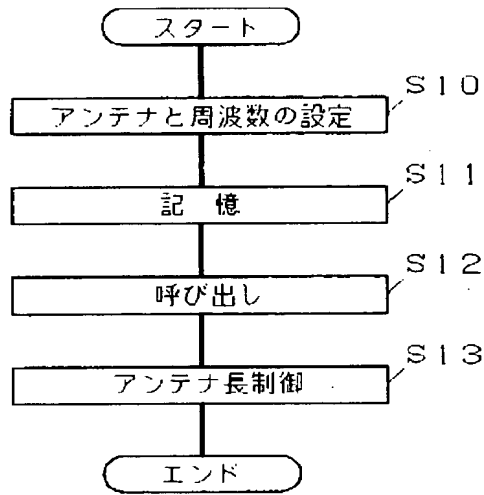 スタート
S10
アンテナと周波数の設定
S11
記 憶
S12
呼び出し
S13
アンテナ長制御
エンド